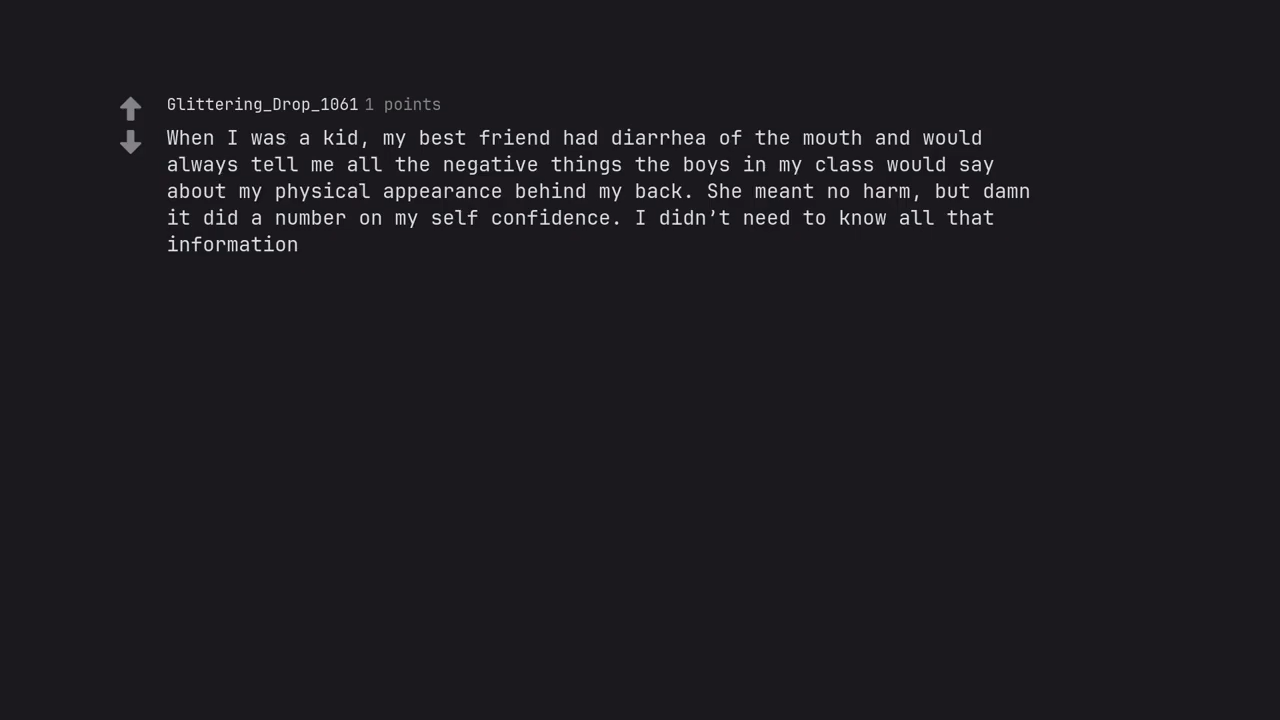 Glittering_Drop_1061 1 points
When I was a kid, my best friend had diarrhea of the mouth and would
always tell me all the negative things the boys in my class would say
about my physical appearance behind my back. She meant no harm, but damn
it did a number on my self confidence. I didn’t need to know all that
information